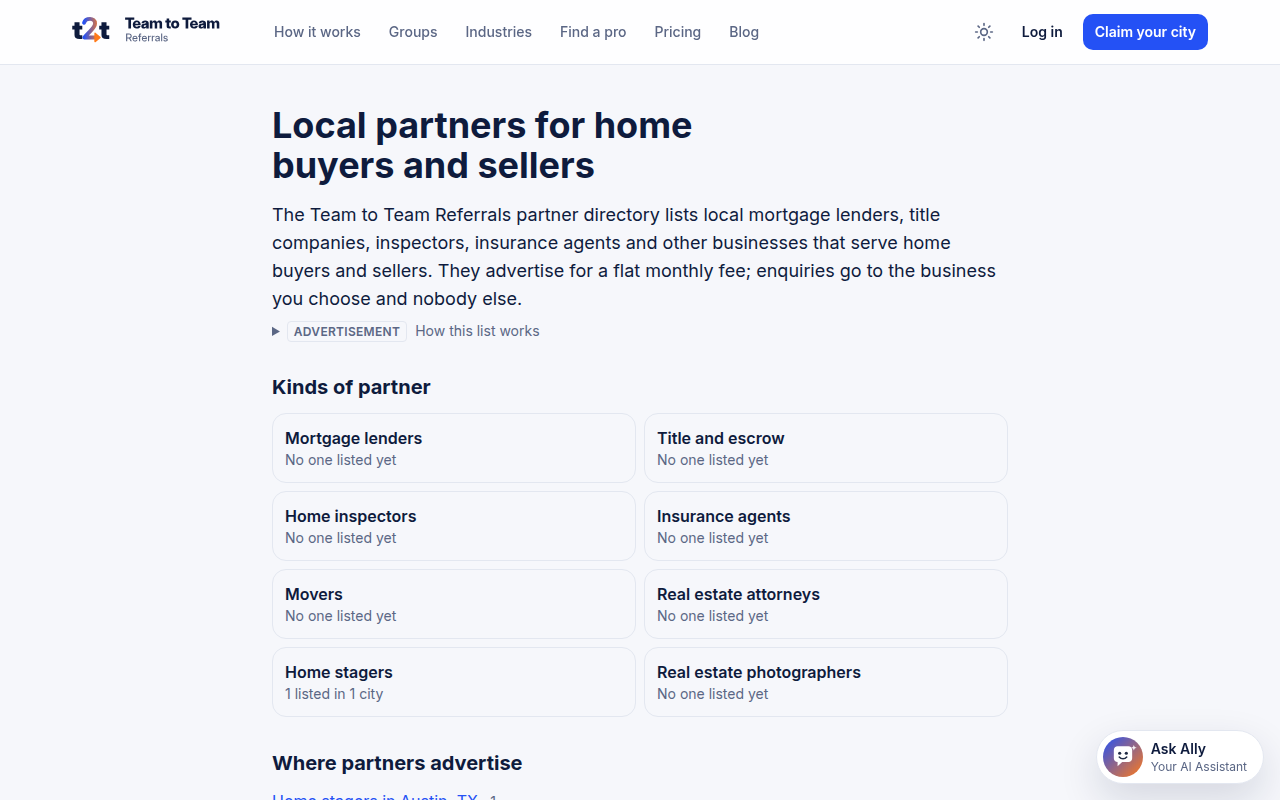 t2t Team to Team
Referrals
How it works Groups Industries Find a pro Pricing Blog
Log in Claim your city
Local partners for home
buyers and sellers
The Team to Team Referrals partner directory lists local mortgage lenders, title
companies, inspectors, insurance agents and other businesses that serve home
buyers and sellers. They advertise for a flat monthly fee; enquiries go to the business
you choose and nobody else.
ADVERTISEMENT How this list works
Kinds of partner
Mortgage lenders
No one listed yet
Title and escrow
No one listed yet
Home inspectors
No one listed yet
Insurance agents
No one listed yet
Movers
No one listed yet
Real estate attorneys
No one listed yet
Home stagers
1 listed in 1 city
Real estate photographers
No one listed yet
Where partners advertise
Home stagers in Austin, TX 1
Ask Ally
Your AI Assistant